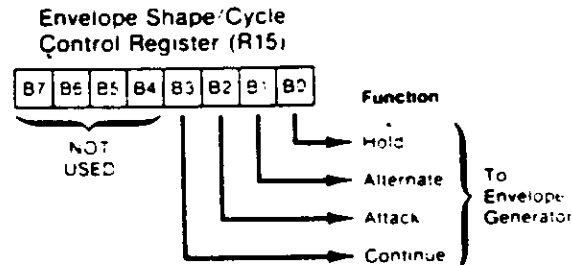 Envelope Shape/Cycle
Control Register (R15)
B7 B6 B5 B4 B3 B2 B1 B0
Function
NOT
USED
Hold
Alternate
Attack
Continue
To
Envelope
Generator